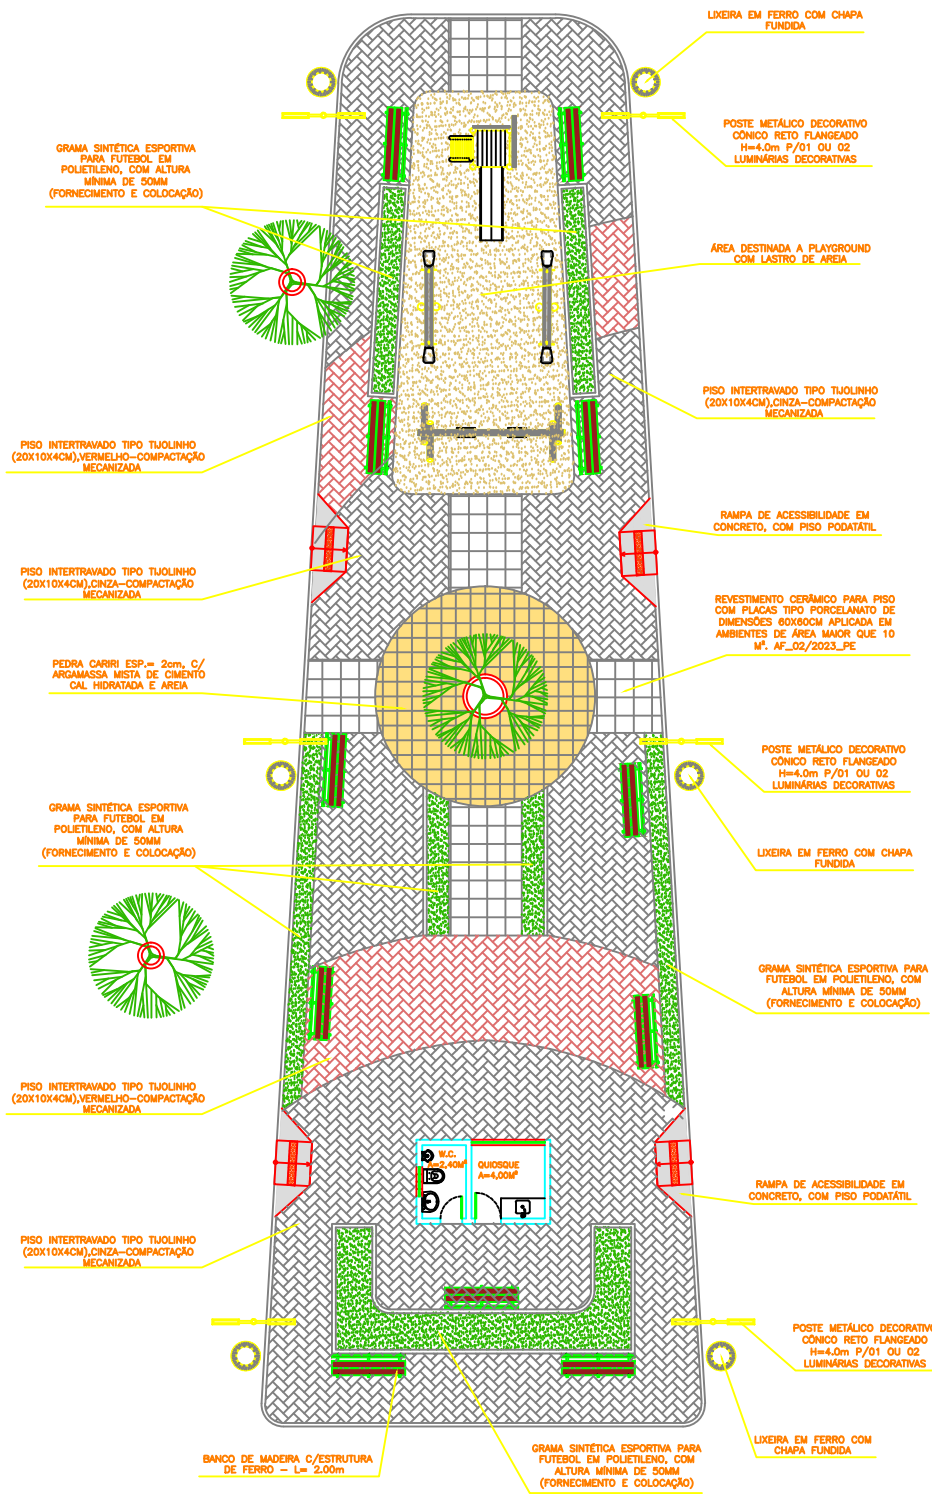 LIXEIRA EM FERRO COM CHAPA
FUNDIDA
POSTE METÁLICO DECORATIVO
CÔNICO RETO FLANGEADO
H=4.0m P/01 OU 02
LUMINÁRIAS DECORATIVAS
GRAMA SINTÉTICA ESPORTIVA
PARA FUTEBOL EM
POLIETILENO, COM ALTURA
MÍNIMA DE 50MM
(FORNECIMENTO E COLOCAÇÃO)
ÁREA DESTINADA A PLAYGROUND
COM LASTRO DE AREIA
PISO INTERTRAVADO TIPO TIJOLINHO
(20X10X4CM),CINZA-COMPACTAÇÃO
MECANIZADA
PISO INTERTRAVADO TIPO TIJOLINHO
(20X10X4CM),VERMELHO-COMPACTAÇÃO
MECANIZADA
RAMPA DE ACESSIBILIDADE EM
CONCRETO, COM PISO PODATÁTIL
PISO INTERTRAVADO TIPO TIJOLINHO
(20X10X4CM),CINZA-COMPACTAÇÃO
MECANIZADA
REVESTIMENTO CERÂMICO PARA PISO
COM PLACAS TIPO PORCELANATO DE
DIMENSÕES 60X60CM APLICADA EM
AMBIENTES DE ÁREA MAIOR QUE 10
M². AF_02/2023_PE
PEDRA CARIRI ESP.= 2cm, C/
ARGAMASSA MISTA DE CIMENTO
CAL HIDRATADA E AREIA
POSTE METÁLICO DECORATIVO
CÔNICO RETO FLANGEADO
H=4.0m P/01 OU 02
LUMINÁRIAS DECORATIVAS
GRAMA SINTÉTICA ESPORTIVA
PARA FUTEBOL EM
POLIETILENO, COM ALTURA
MÍNIMA DE 50MM
(FORNECIMENTO E COLOCAÇÃO)
LIXEIRA EM FERRO COM CHAPA
FUNDIDA
GRAMA SINTÉTICA ESPORTIVA PARA
FUTEBOL EM POLIETILENO, COM
ALTURA MÍNIMA DE 50MM
(FORNECIMENTO E COLOCAÇÃO)
PISO INTERTRAVADO TIPO TIJOLINHO
(20X10X4CM),VERMELHO-COMPACTAÇÃO
MECANIZADA
W.C.
A=2,40M²
QUIOSQUE
A=4,00M²
RAMPA DE ACESSIBILIDADE EM
CONCRETO, COM PISO PODATÁTIL
PISO INTERTRAVADO TIPO TIJOLINHO
(20X10X4CM),CINZA-COMPACTAÇÃO
MECANIZADA
POSTE METÁLICO DECORATIVO
CÔNICO RETO FLANGEADO
H=4.0m P/01 OU 02
LUMINÁRIAS DECORATIVAS
LIXEIRA EM FERRO COM
CHAPA FUNDIDA
BANCO DE MADEIRA C/ESTRUTURA
DE FERRO - L= 2.00m
GRAMA SINTÉTICA ESPORTIVA PARA
FUTEBOL EM POLIETILENO, COM
ALTURA MÍNIMA DE 50MM
(FORNECIMENTO E COLOCAÇÃO)